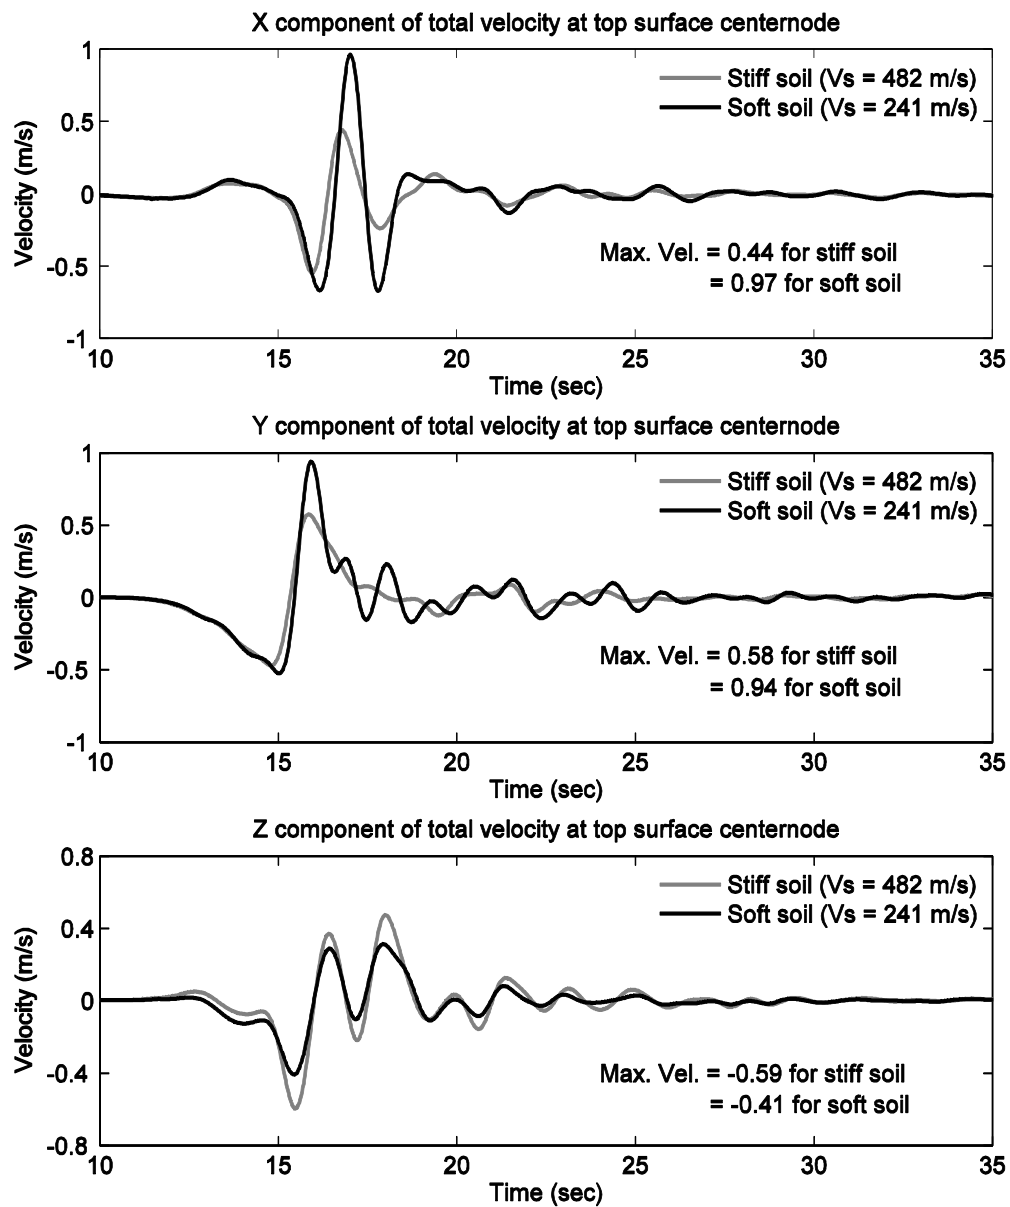 X component of total velocity at top surface centernode
1
0.5
0
-0.5
-1
Velocity (m/s)
Stiff soil (Vs = 482 m/s)
Soft soil (Vs = 241 m/s)
Max. Vel. = 0.44 for stiff soil
= 0.97 for soft soil
10 15 20 25 30 35
Time (sec)
Y component of total velocity at top surface centernode
1
0.5
0
-0.5
-1
Velocity (m/s)
Stiff soil (Vs = 482 m/s)
Soft soil (Vs = 241 m/s)
Max. Vel. = 0.58 for stiff soil
= 0.94 for soft soil
10 15 20 25 30 35
Time (sec)
Z component of total velocity at top surface centernode
0.8
0.4
0
-0.4
-0.8
Velocity (m/s)
Stiff soil (Vs = 482 m/s)
Soft soil (Vs = 241 m/s)
Max. Vel. = -0.59 for stiff soil
= -0.41 for soft soil
10 15 20 25 30 35
Time (sec)